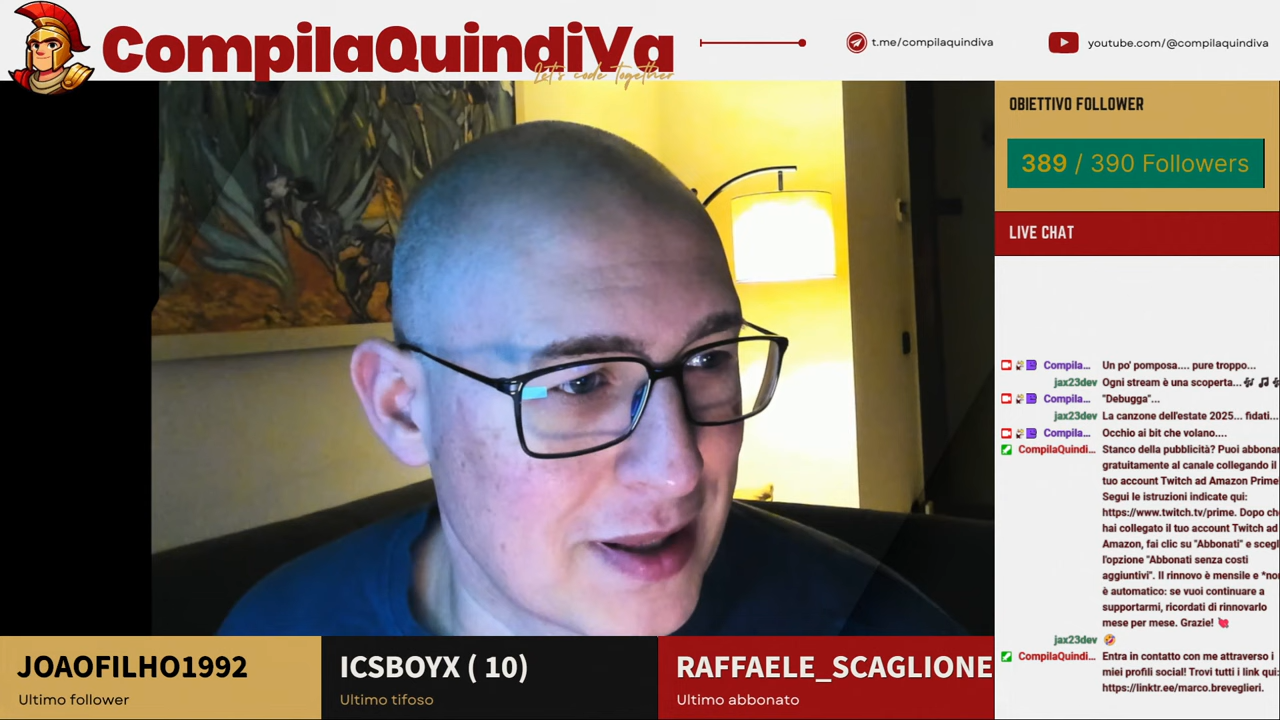 CompilaQuindiVa
Let's code together
t.me/compilaquindiva
youtube.com/@compilaquindiva
OBIETTIVO FOLLOWER
389 / 390 Followers
LIVE CHAT
Compila... Un po' pomposa.... pure troppo...
jax23dev Ogni stream è una scoperta... 🎶 🎵
Compila... "Debugga"...
jax23dev La canzone dell'estate 2025... fidati...
Compila... Occhio ai bit che volano....
CompilaQuindi... Stanco della pubblicità? Puoi abbonar
gratuitamente al canale collegando il
tuo account Twitch ad Amazon Prime
Segui le istruzioni indicate qui:
https://www.twitch.tv/prime. Dopo ch
hai collegato il tuo account Twitch ad
Amazon, fai clic su "Abbonati" e scegl
l'opzione "Abbonati senza costi
aggiuntivi". Il rinnovo è mensile e *no
è automatico: se vuoi continuare a
supportarmi, ricordati di rinnovarlo
mese per mese. Grazie! 💘
jax23dev 🤣
CompilaQuindi... Entra in contatto con me attraverso i
miei profili social! Trovi tutti i link qui:
https://linktr.ee/marco.breveglieri.
JOAOFILHO1992
Ultimo follower
ICSBOYX ( 10)
Ultimo tifoso
RAFFAELE_SCAGLIONE
Ultimo abbonato